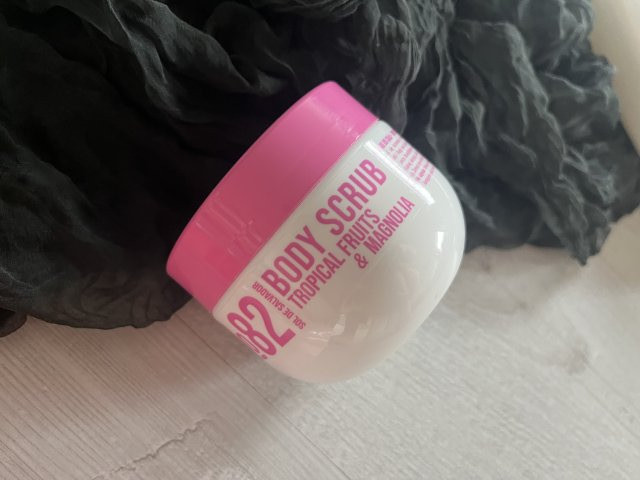 82
SOL DE SALVADOR
BODY SCRUB
TROPICAL FRUITS
& MAGNOLIA